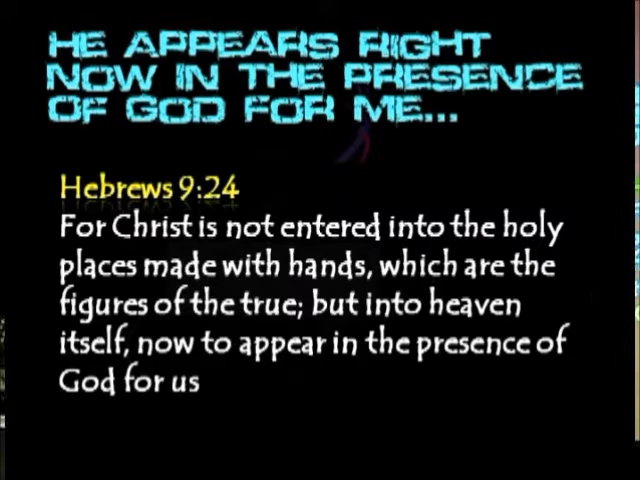 HE APPEARS RIGHT
NOW IN THE PRESENCE
OF GOD FOR ME...
Hebrews 9:24
For Christ is not entered into the holy
places made with hands, which are the
figures of the true; but into heaven
itself, now to appear in the presence of
God for us